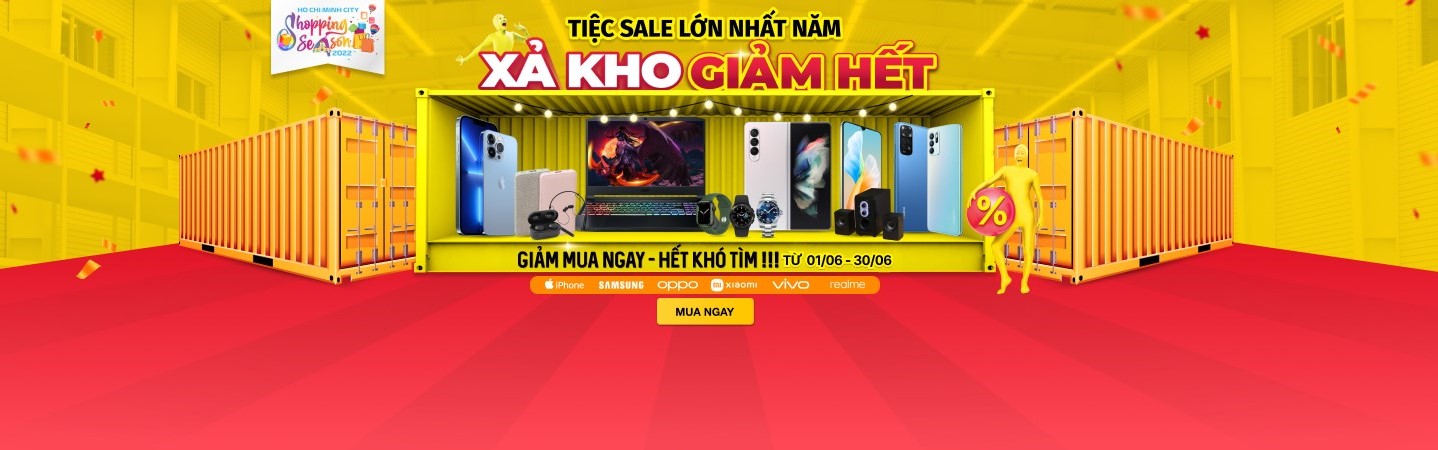 HO CHI MINH CITY
Shopping
Season
2022
TIỆC SALE LỚN NHẤT NĂM
XẢ KHO GIẢM HẾT
%
GIẢM MUA NGAY - HẾT KHÓ TÌM !!! TỪ 01/06 - 30/06
iPhone SAMSUNG oppo mi xiaomi vivo realme
MUA NGAY